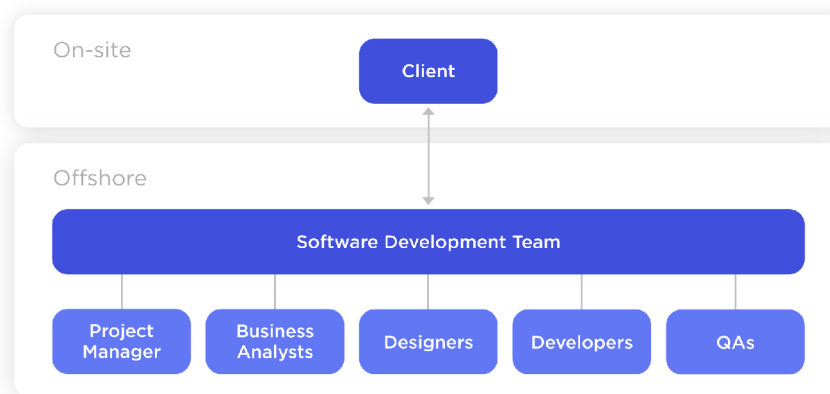 On-site
Client
Offshore
Software Development Team
Project
Manager
Business
Analysts
Designers
Developers
QAs